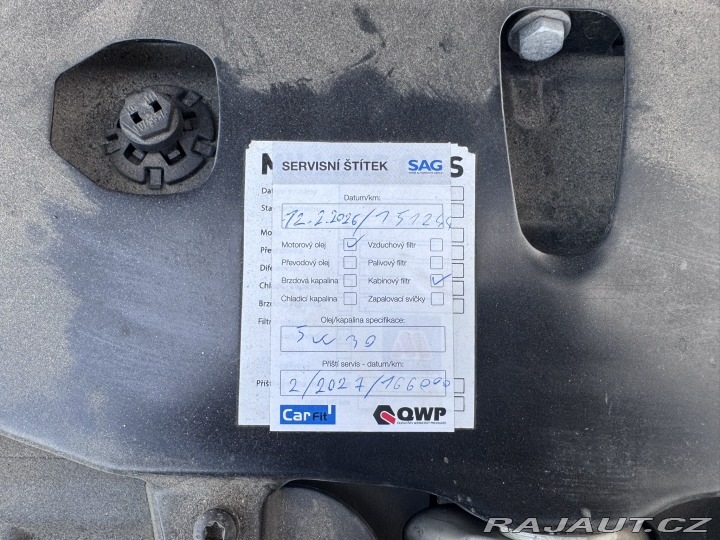 SERVISNÍ ŠTÍTEK SAG
Datum/km:
12.2.2026/151244
Motorový olej Vzduchový filtr
Převodový olej Palivový filtr
Brzdová kapalina Kabinový filtr
Chladicí kapalina Zapalovací svíčky
Olej/kapalina specifikace:
5w30
Příští servis - datum/km:
2/2027/166000
CarFit QWP
RAJAUT.CZ